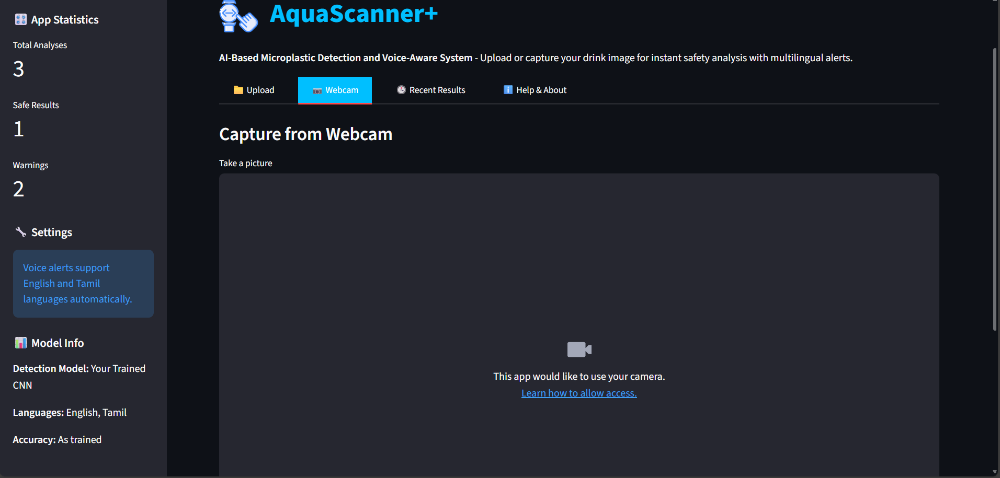 App Statistics
Total Analyses
3
Safe Results
1
Warnings
2
Settings
Voice alerts support
English and Tamil
languages automatically.
Model Info
Detection Model: Your Trained
CNN
Languages: English, Tamil
Accuracy: As trained
AquaScanner+
AI-Based Microplastic Detection and Voice-Aware System - Upload or capture your drink image for instant safety analysis with multilingual alerts.
Upload
Webcam
Recent Results
Help & About
Capture from Webcam
Take a picture
This app would like to use your camera.
Learn how to allow access.